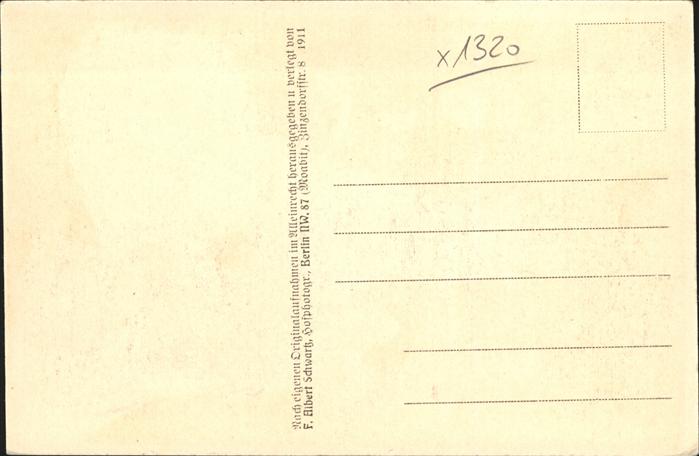 x1320
Nach eigenen Originalaufnahmen im Alleinrecht herausgegeben u verlegt von
F. Albert Schwartz, Hofphotogr., Berlin NW. 87 (Moabit), Zinzendorfstr. 8 1911